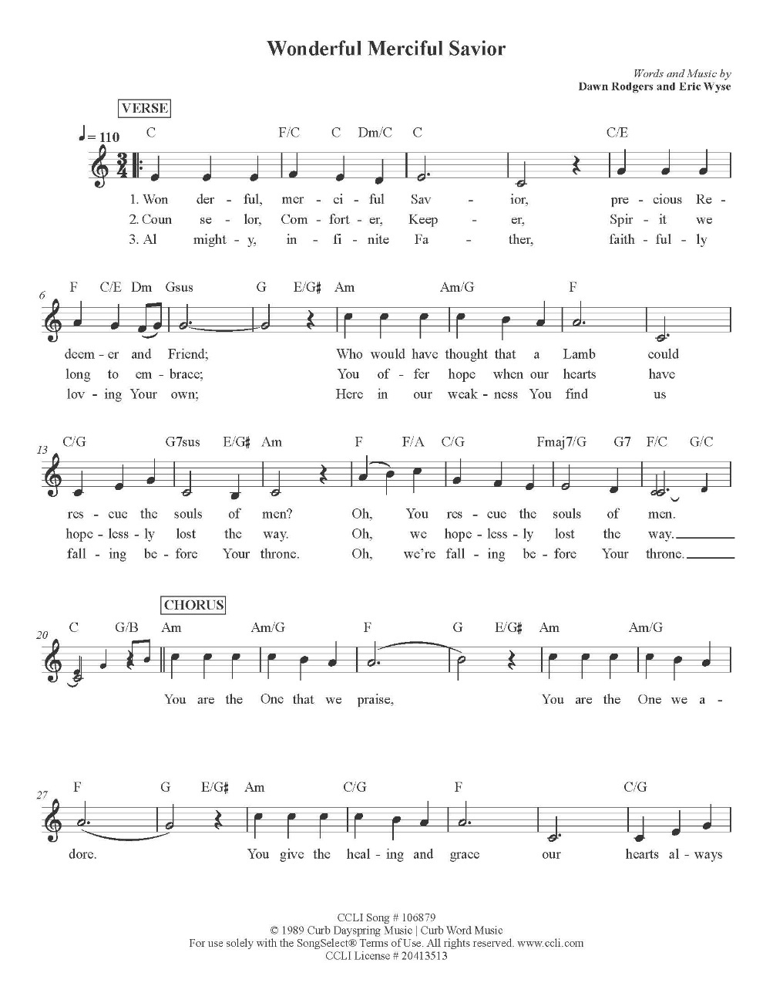 Wonderful Merciful Savior
Words and Music by
Dawn Rodgers and Eric Wyse
VERSE
♩ = 110
C F/C C Dm/C C C/E
3/4
1. Won der - ful, mer - ci - ful Sav - ior, pre - cious Re -
2. Coun se - lor, Com - fort - er, Keep - er, Spir - it we
3. Al might - y, in - fi - nite Fa - ther, faith - ful - ly
F C/E Dm Gsus G E/G♯ Am Am/G F
6
deem - er and Friend; Who would have thought that a Lamb could
long to em - brace; You of - fer hope when our hearts have
lov - ing Your own; Here in our weak - ness You find us
C/G G7sus E/G♯ Am F F/A C/G Fmaj7/G G7 F/C G/C
13
res - cue the souls of men? Oh, You res - cue the souls of men.
hope - less - ly lost the way. Oh, we hope - less - ly lost the way.
fall - ing be - fore Your throne. Oh, we're fall - ing be - fore Your throne.
CHORUS
C G/B Am Am/G F G E/G♯ Am Am/G
20
You are the One that we praise, You are the One we a -
F G E/G♯ Am C/G F C/G
27
dore. You give the heal - ing and grace our hearts al - ways
CCLI Song # 106879
© 1989 Curb Dayspring Music | Curb Word Music
For use solely with the SongSelect® Terms of Use. All rights reserved. www.ccli.com
CCLI License # 20413513